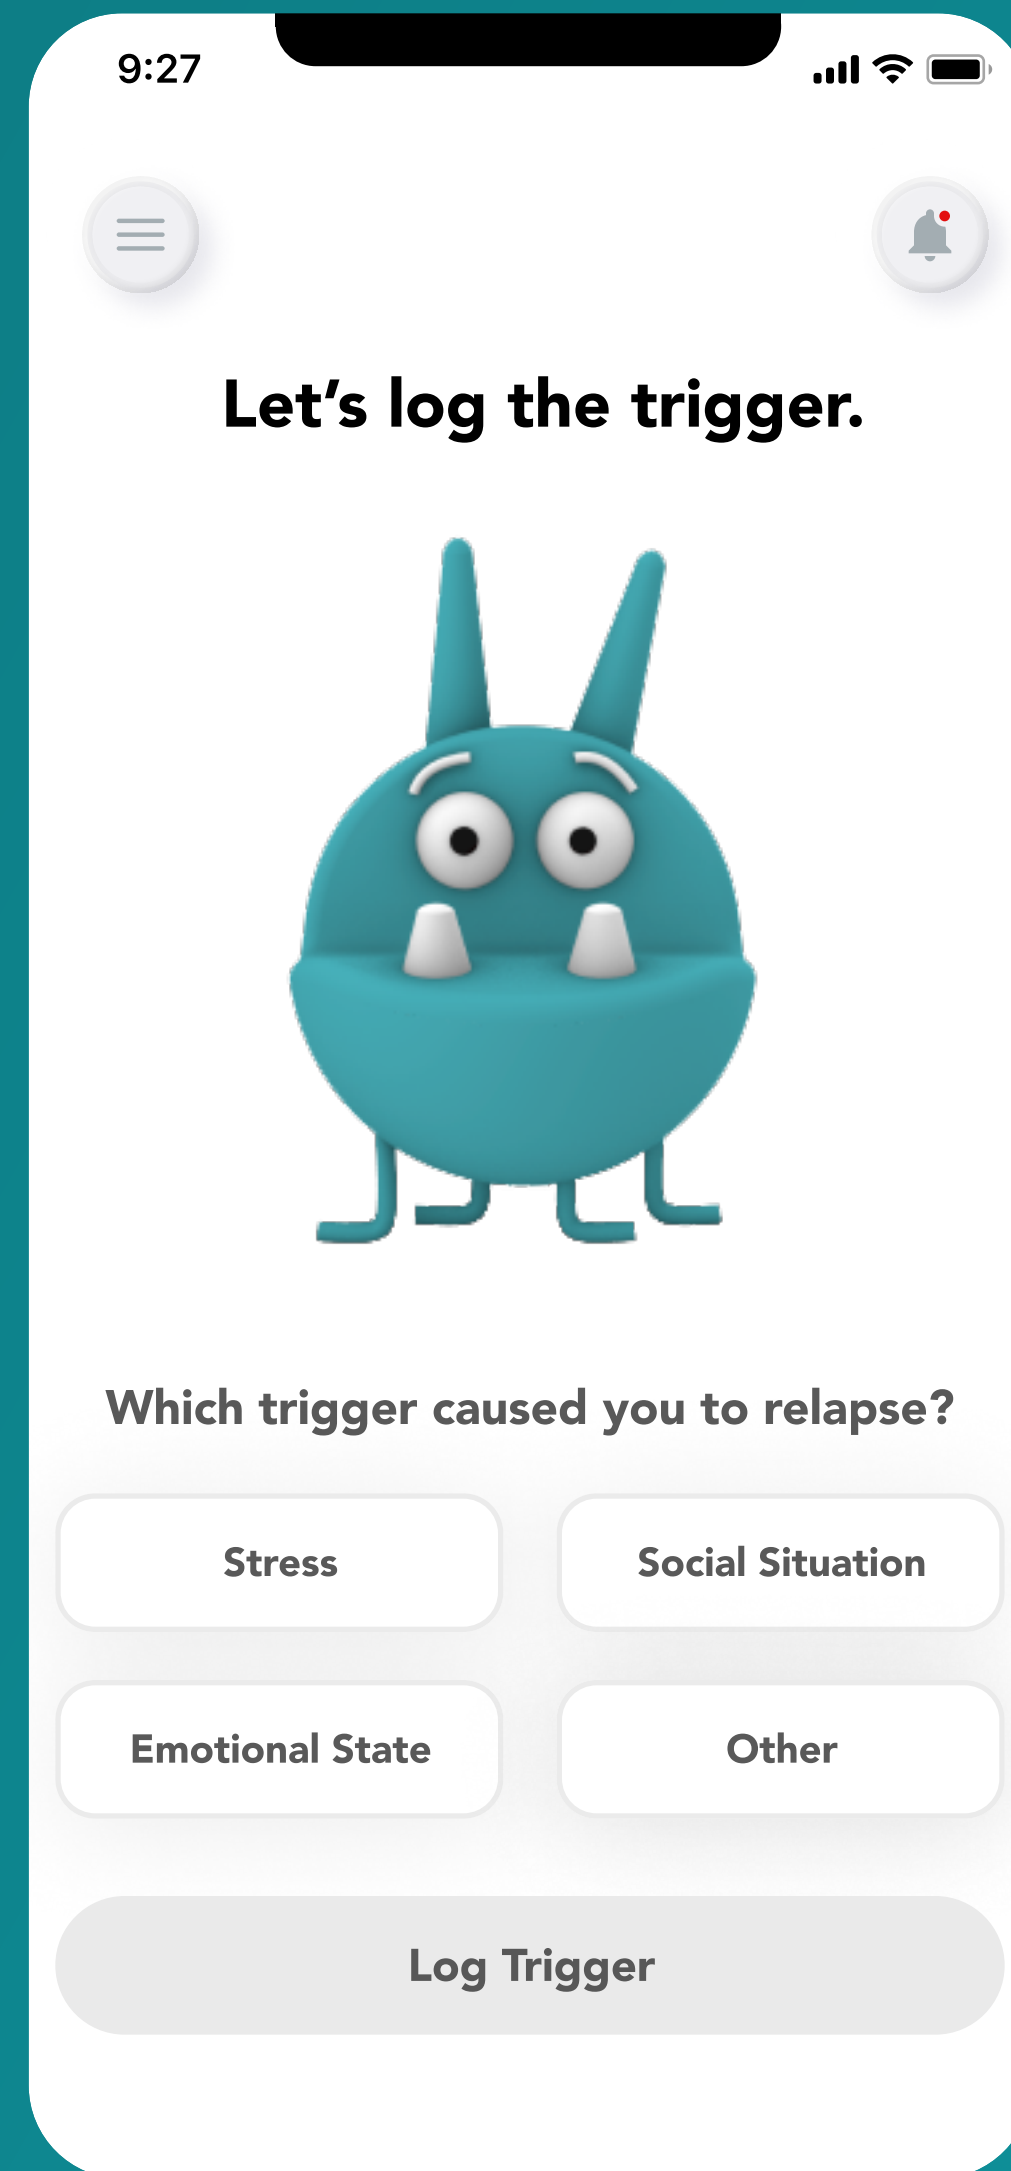 9:27
Let’s log the trigger.
Which trigger caused you to relapse?
Stress
Social Situation
Emotional State
Other
Log Trigger